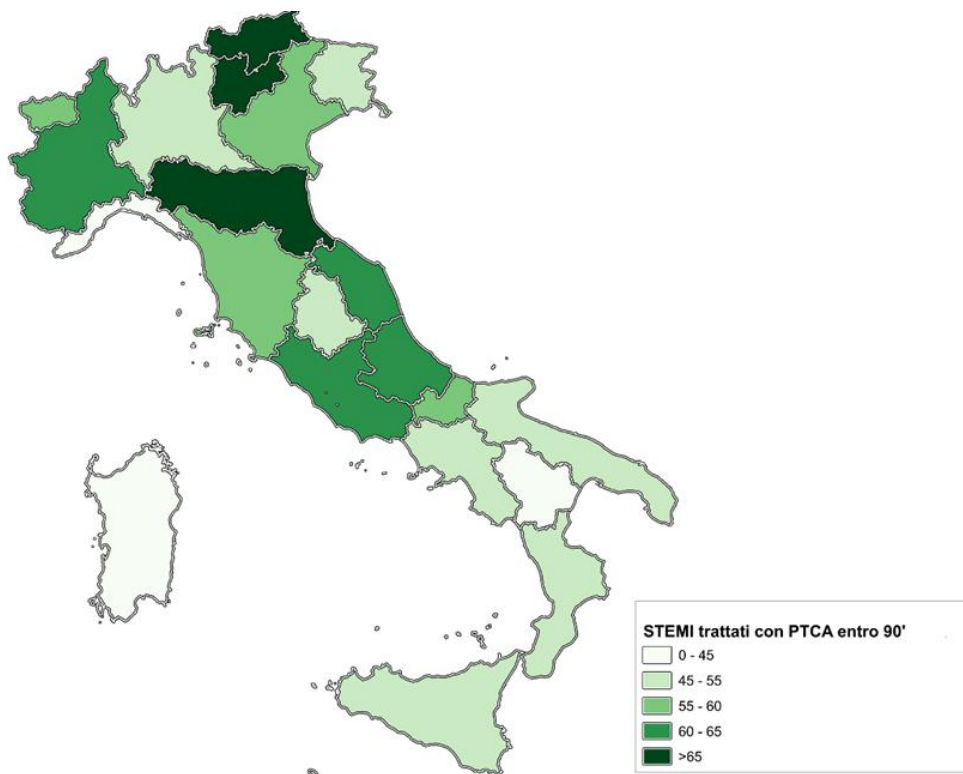 STEMI trattati con PTCA entro 90'
0 - 45
45 - 55
55 - 60
60 - 65
>65